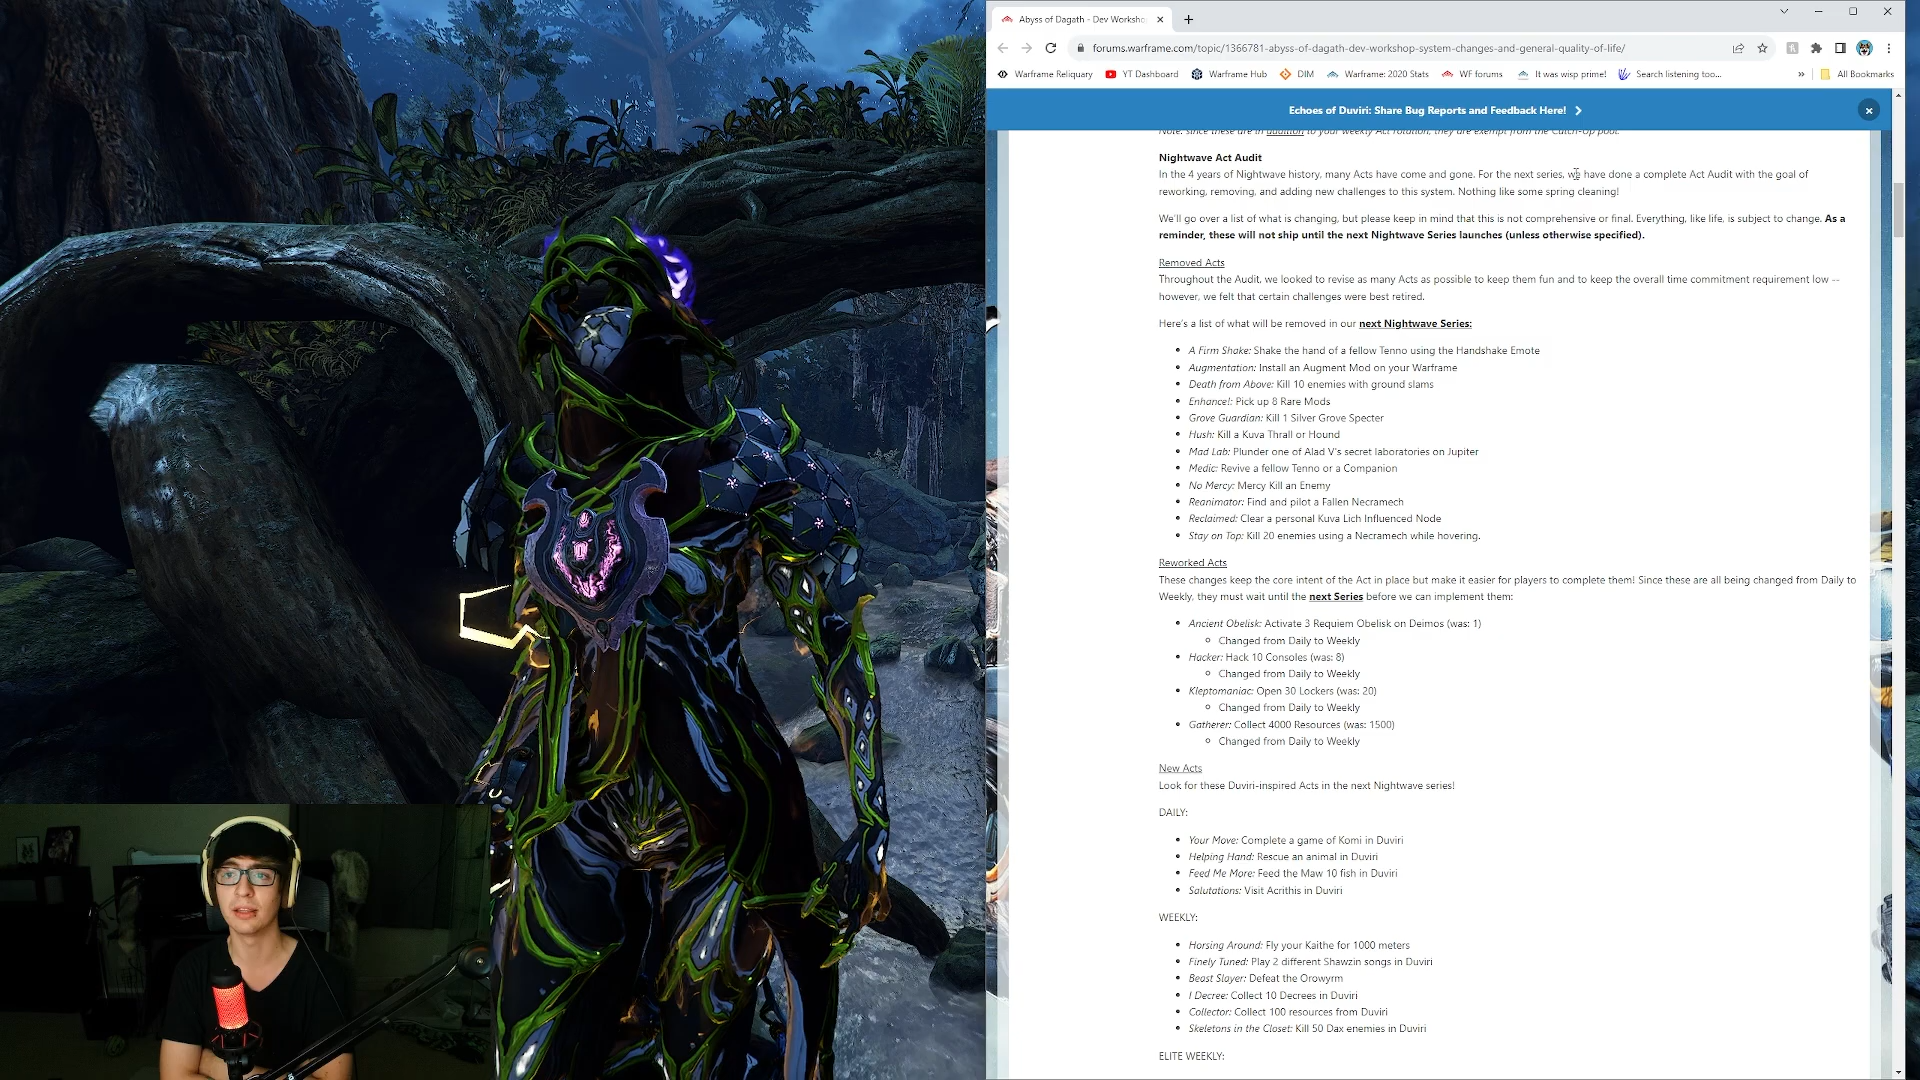 Abyss of Dagath - Dev Worksho
forums.warframe.com/topic/1366781-abyss-of-dagath-dev-workshop-system-changes-and-general-quality-of-life/
Warframe Reliquary YT Dashboard Warframe Hub DIM Warframe: 2020 Stats WF forums It was wisp prime! Search listening too... » All Bookmarks
Echoes of Duviri: Share Bug Reports and Feedback Here!
Note: since these are in addition to your weekly Act rotation, they are exempt from the Catch-Up pool.
Nightwave Act Audit
In the 4 years of Nightwave history, many Acts have come and gone. For the next series, we have done a complete Act Audit with the goal of
reworking, removing, and adding new challenges to this system. Nothing like some spring cleaning!
We'll go over a list of what is changing, but please keep in mind that this is not comprehensive or final. Everything, like life, is subject to change. As a
reminder, these will not ship until the next Nightwave Series launches (unless otherwise specified).
Removed Acts
Throughout the Audit, we looked to revise as many Acts as possible to keep them fun and to keep the overall time commitment requirement low --
however, we felt that certain challenges were best retired.
Here's a list of what will be removed in our next Nightwave Series:
• A Firm Shake: Shake the hand of a fellow Tenno using the Handshake Emote
• Augmentation: Install an Augment Mod on your Warframe
• Death from Above: Kill 10 enemies with ground slams
• Enhance!: Pick up 8 Rare Mods
• Grove Guardian: Kill 1 Silver Grove Specter
• Hush: Kill a Kuva Thrall or Hound
• Mad Lab: Plunder one of Alad V's secret laboratories on Jupiter
• Medic: Revive a fellow Tenno or a Companion
• No Mercy: Mercy Kill an Enemy
• Reanimator: Find and pilot a Fallen Necramech
• Reclaimed: Clear a personal Kuva Lich Influenced Node
• Stay on Top: Kill 20 enemies using a Necramech while hovering.
Reworked Acts
These changes keep the core intent of the Act in place but make it easier for players to complete them! Since these are all being changed from Daily to
Weekly, they must wait until the next Series before we can implement them:
• Ancient Obelisk: Activate 3 Requiem Obelisk on Deimos (was: 1)
◦ Changed from Daily to Weekly
• Hacker: Hack 10 Consoles (was: 8)
◦ Changed from Daily to Weekly
• Kleptomaniac: Open 30 Lockers (was: 20)
◦ Changed from Daily to Weekly
• Gatherer: Collect 4000 Resources (was: 1500)
◦ Changed from Daily to Weekly
New Acts
Look for these Duviri-inspired Acts in the next Nightwave series!
DAILY:
• Your Move: Complete a game of Komi in Duviri
• Helping Hand: Rescue an animal in Duviri
• Feed Me More: Feed the Maw 10 fish in Duviri
• Salutations: Visit Acrithis in Duviri
WEEKLY:
• Horsing Around: Fly your Kaithe for 1000 meters
• Finely Tuned: Play 2 different Shawzin songs in Duviri
• Beast Slayer: Defeat the Orowyrm
• I Decree: Collect 10 Decrees in Duviri
• Collector: Collect 100 resources from Duviri
• Skeletons in the Closet: Kill 50 Dax enemies in Duviri
ELITE WEEKLY: